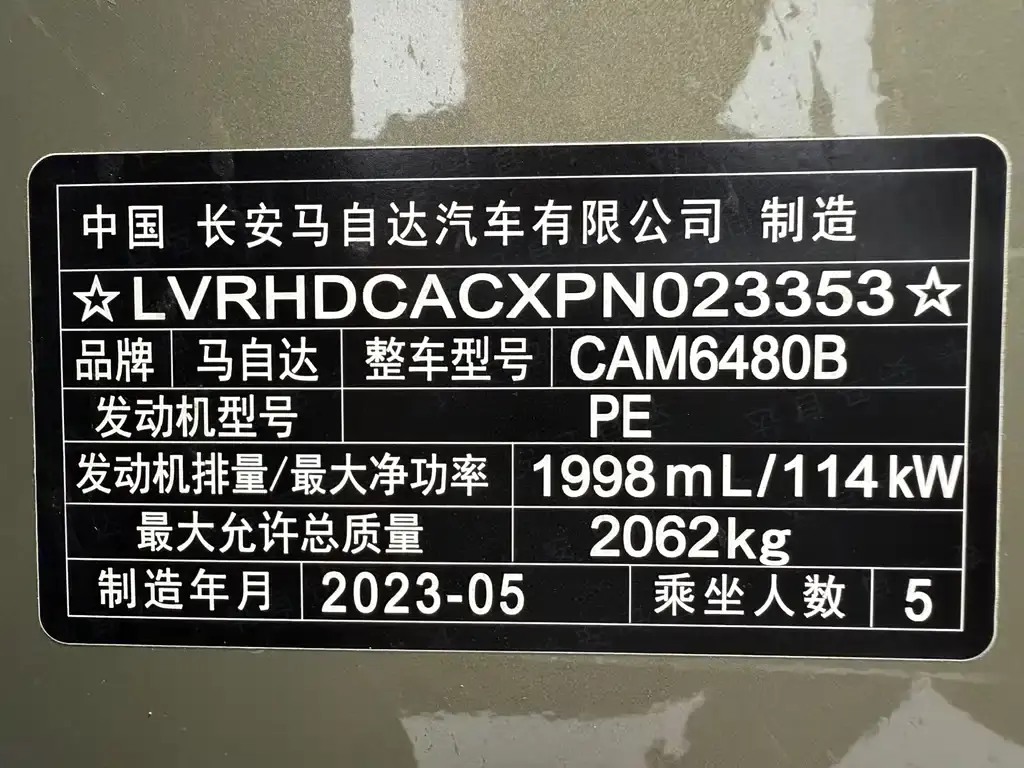 中国 长安马自达汽车有限公司 制造
☆LVRHDCACXPN023353☆
品牌 马自达 整车型号 CAM6480B
发动机型号 PE
发动机排量/最大净功率 1998mL/114kW
最大允许总质量 2062kg
制造年月 2023-05 乘坐人数 5